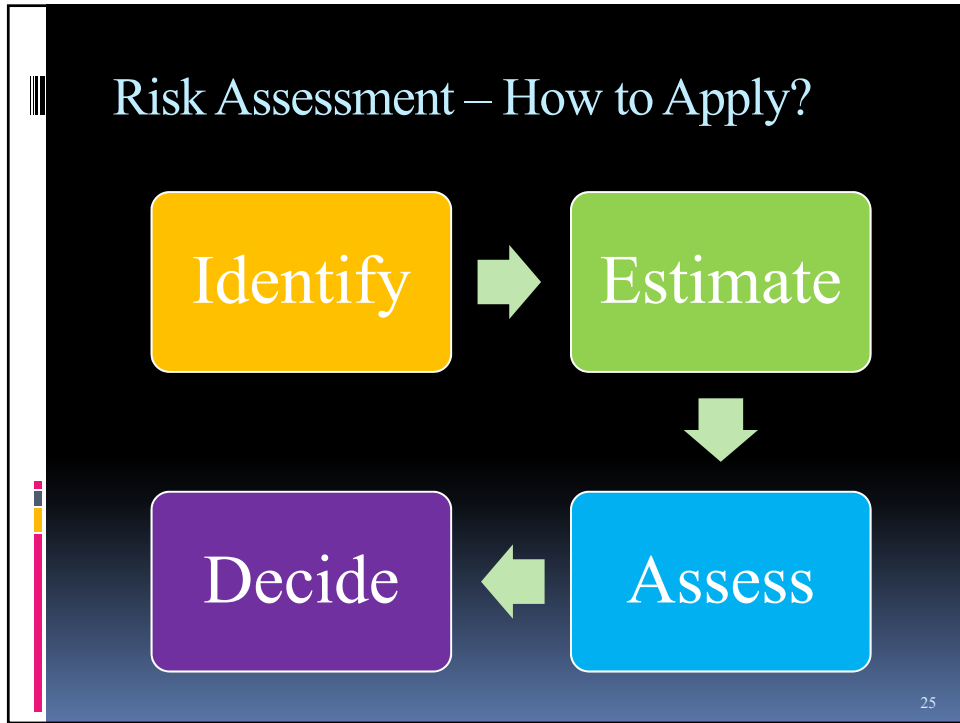 Risk Assessment – How to Apply?
Identify
Estimate
Assess
Decide
25